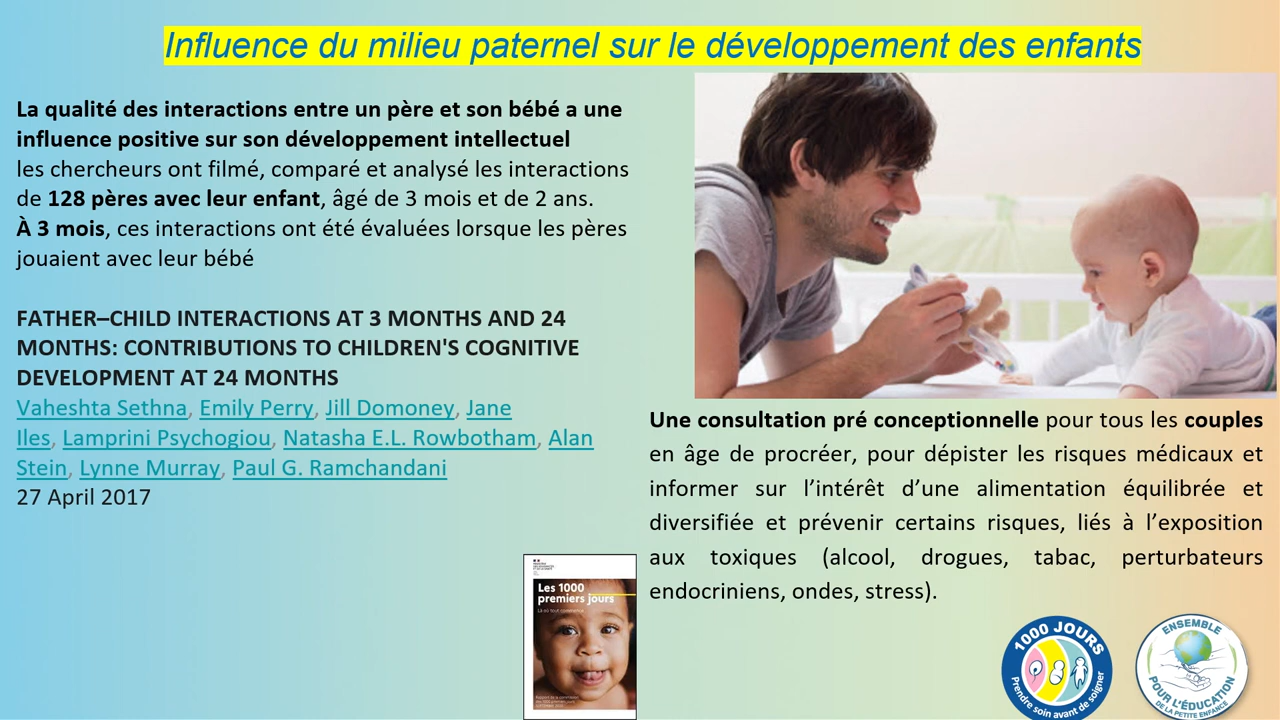 Influence du milieu paternel sur le développement des enfants
La qualité des interactions entre un père et son bébé a une
influence positive sur son développement intellectuel
les chercheurs ont filmé, comparé et analysé les interactions
de 128 pères avec leur enfant, âgé de 3 mois et de 2 ans.
À 3 mois, ces interactions ont été évaluées lorsque les pères
jouaient avec leur bébé
FATHER–CHILD INTERACTIONS AT 3 MONTHS AND 24
MONTHS: CONTRIBUTIONS TO CHILDREN'S COGNITIVE
DEVELOPMENT AT 24 MONTHS
Vaheshta Sethna, Emily Perry, Jill Domoney, Jane
Iles, Lamprini Psychogiou, Natasha E.L. Rowbotham, Alan
Stein, Lynne Murray, Paul G. Ramchandani
27 April 2017
Une consultation pré conceptionnelle pour tous les couples
en âge de procréer, pour dépister les risques médicaux et
informer sur l’intérêt d’une alimentation équilibrée et
diversifiée et prévenir certains risques, liés à l’exposition
aux toxiques (alcool, drogues, tabac, perturbateurs
endocriniens, ondes, stress).
Les 1000
premiers jours
Là où tout commence
1000 JOURS
Prendre soin avant de soigner
ENSEMBLE
POUR L'ÉDUCATION
DE LA PETITE ENFANCE